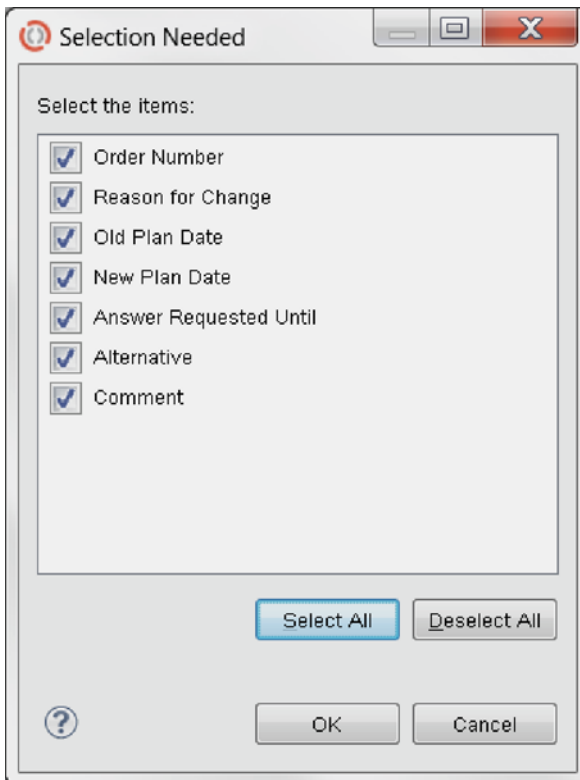 Selection Needed
Select the items:
Order Number
Reason for Change
Old Plan Date
New Plan Date
Answer Requested Until
Alternative
Comment
Select All Deselect All
? OK Cancel